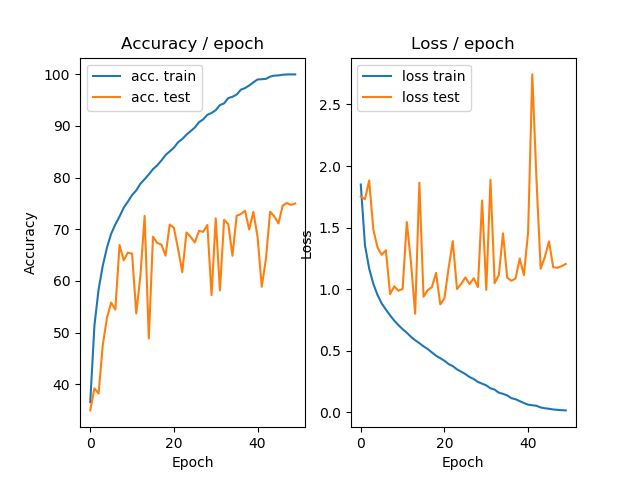 Accuracy / epoch
acc. train
acc. test
100
90
80
70
60
50
40
Accuracy
0
20
40
Epoch
Loss / epoch
loss train
loss test
2.5
2.0
1.5
1.0
0.5
0.0
Loss
0
20
40
Epoch